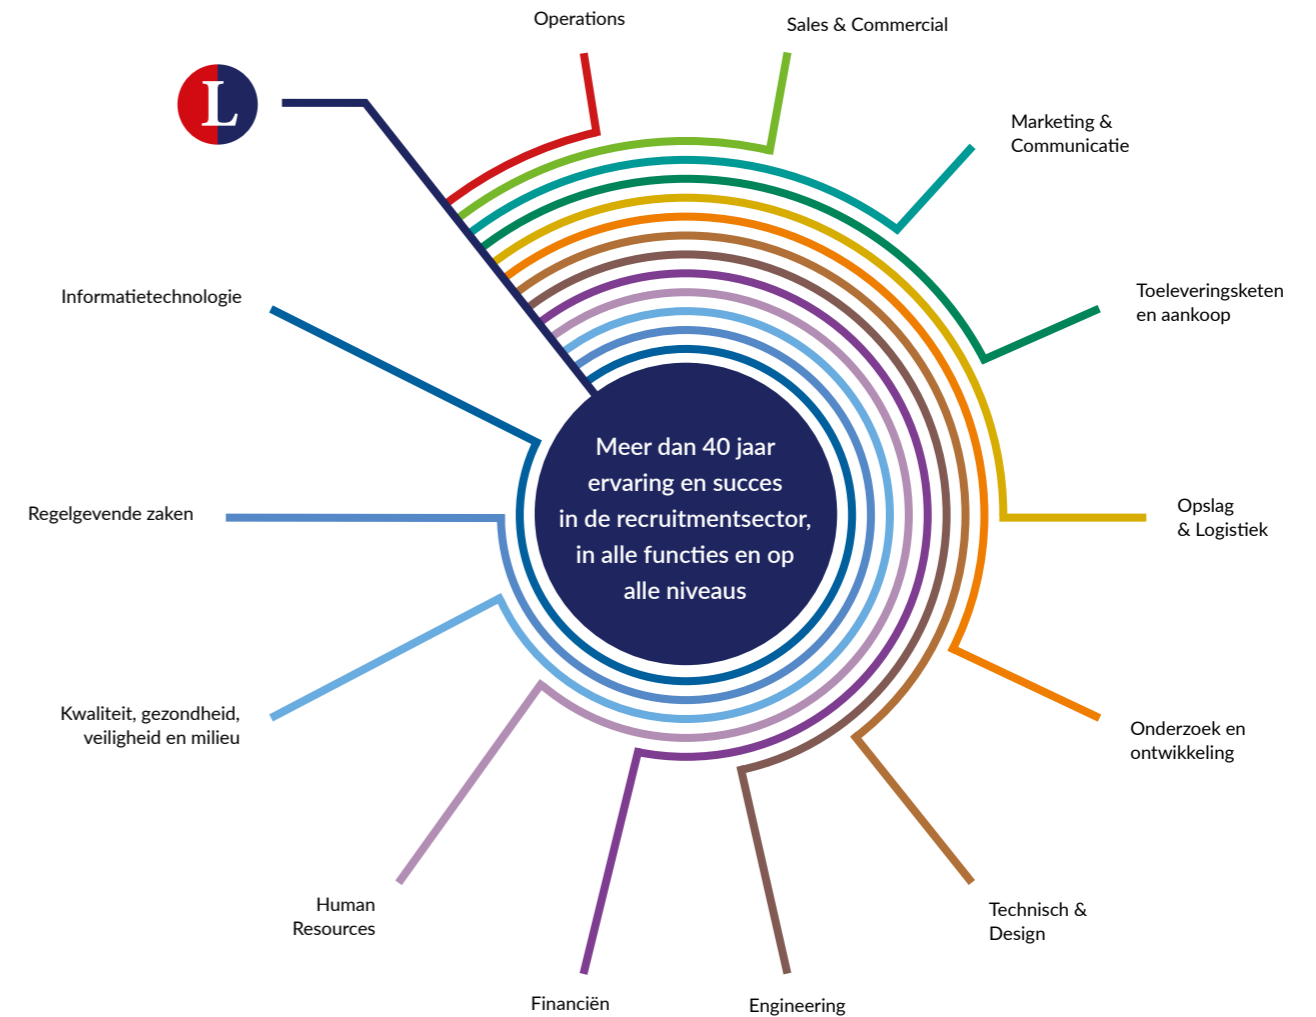 L
Operations
Sales & Commercial
Marketing &
Communicatie
Toeleveringsketen
en aankoop
Opslag
& Logistiek
Onderzoek en
ontwikkeling
Technisch &
Design
Engineering
Financiën
Human
Resources
Kwaliteit, gezondheid,
veiligheid en milieu
Regelgevende zaken
Informatietechnologie
Meer dan 40 jaar
ervaring en succes
in de recruitmentsector,
in alle functies en op
alle niveaus